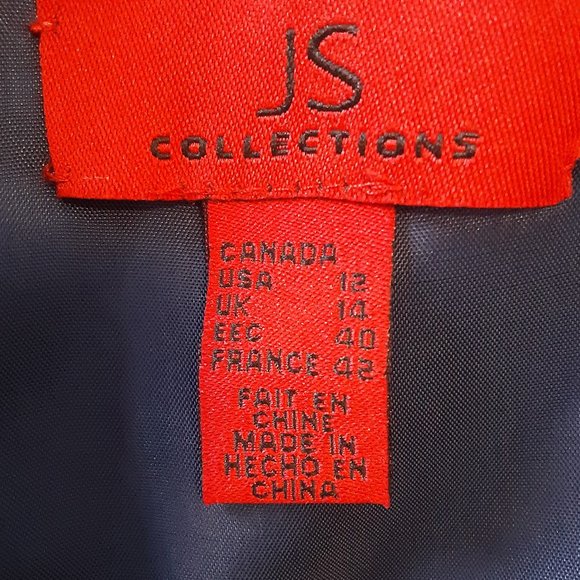 JS
COLLECTIONS
CANADA
USA 12
UK 14
EEC 40
FRANCE 42
FAIT EN
CHINE
MADE IN
HECHO EN
CHINA